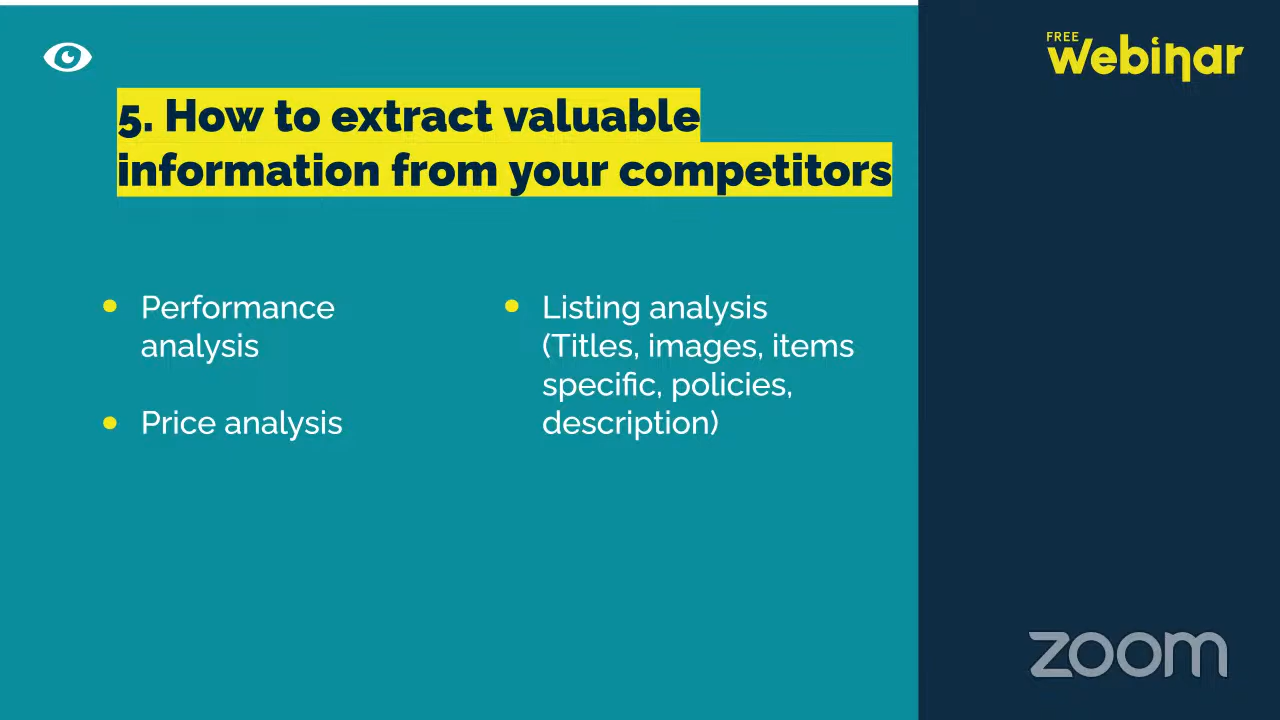 FREE
Webinar
5. How to extract valuable
information from your competitors
Performance
analysis
Price analysis
Listing analysis
(Titles, images, items
specific, policies,
description)
zoom